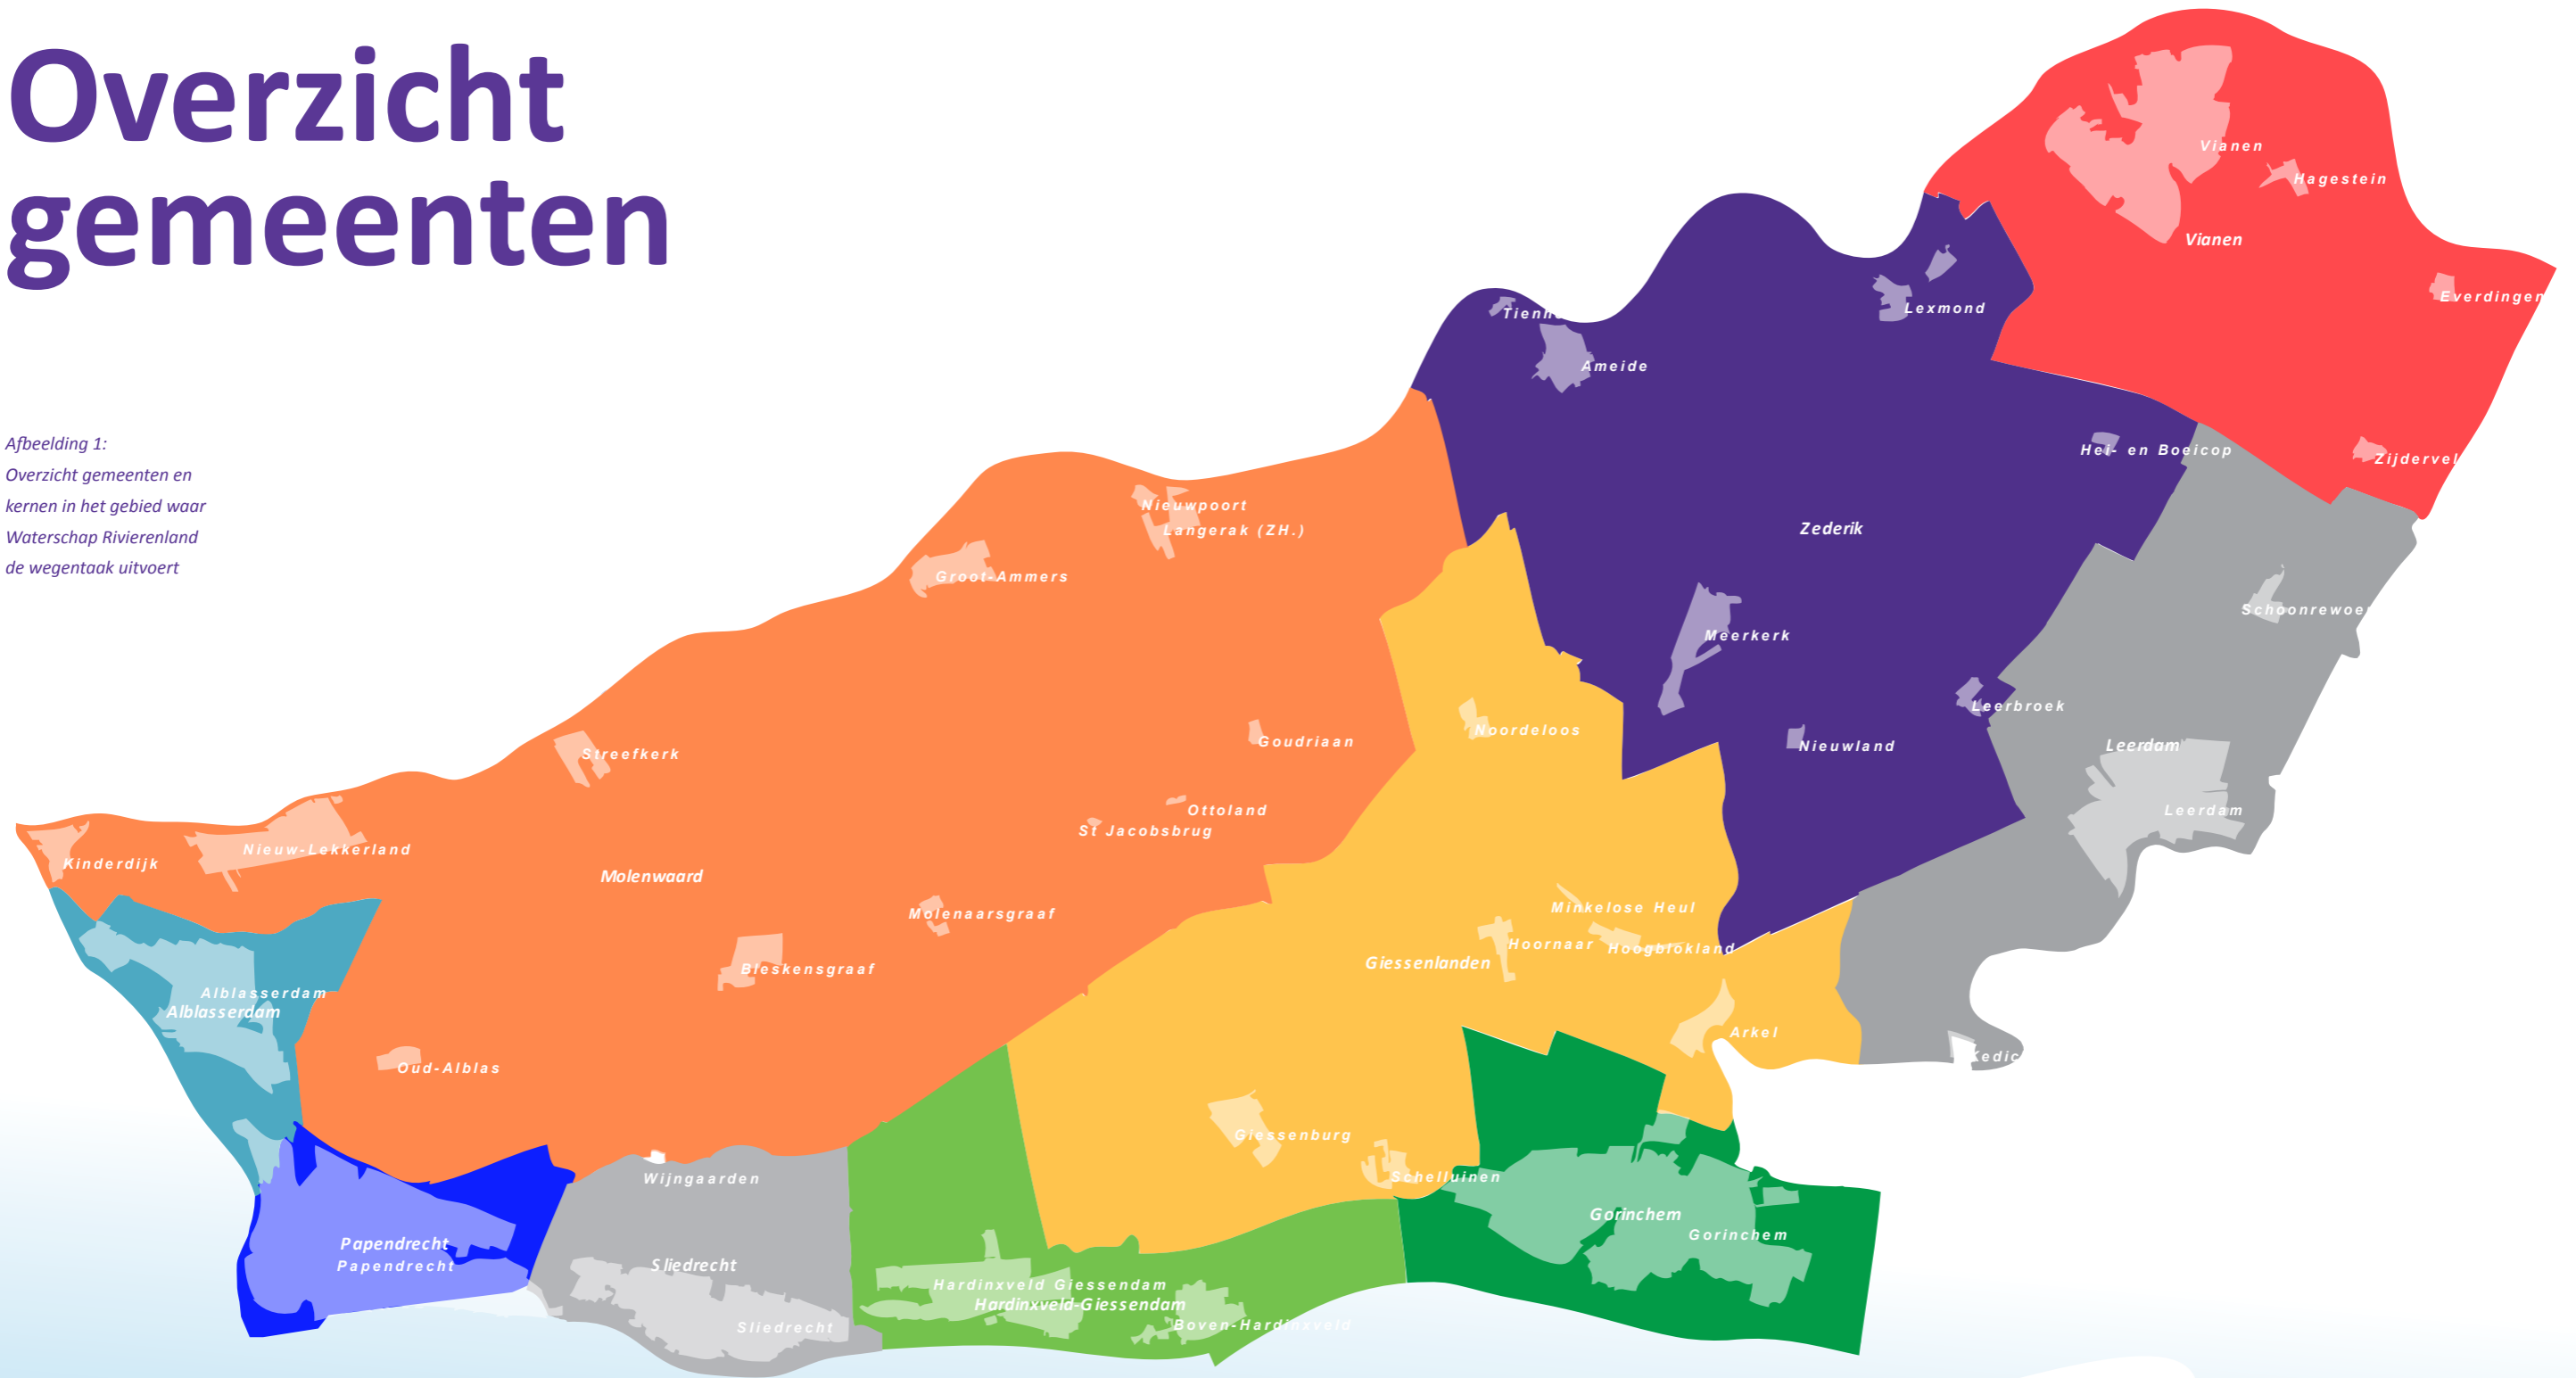 Overzicht
gemeenten
Afbeelding 1:
Overzicht gemeenten en
kernen in het gebied waar
Waterschap Rivierenland
de wegentaak uitvoert
Vianen
Hagestein
Vianen
Everdingen
Lexmond
Ameide
Hei- en Boeicop
Nieuwpoort
Langerak (ZH.)
Zederik
Groot-Ammers
Meerkerk
Leerbroek
Noordeloos
Goudriaan
Nieuwland
Leerdam
Streefkerk
Ottoland
Leerdam
St Jacobsbrug
Nieuw-Lekkerland
Kinderdijk
Molenwaard
Minkelose Heul
Molenaarsgraaf
Hoornaar
Hoogblokland
Giessenlanden
Bleskensgraaf
Alblasserdam
Alblasserdam
Arkel
Oud-Alblas
Giessenburg
Schelluinen
Wijngaarden
Gorinchem
Gorinchem
Papendrecht
Papendrecht
Sliedrecht
Hardinxveld Giessendam
Hardinxveld-Giessendam
Boven-Hardinxveld
Sliedrecht